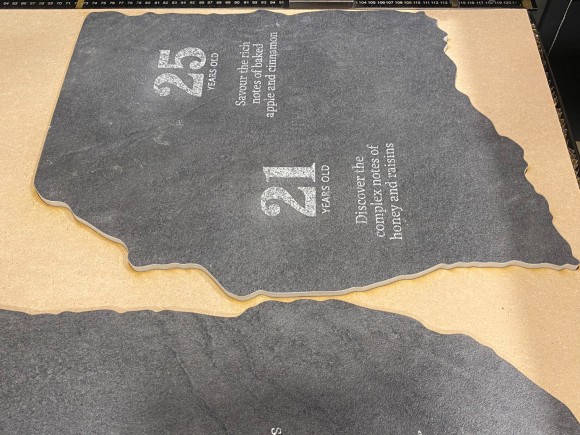 25
YEARS OLD
Savour the rich
notes of baked
apple and cinnamon
21
YEARS OLD
Discover the
complex notes of
honey and raisins